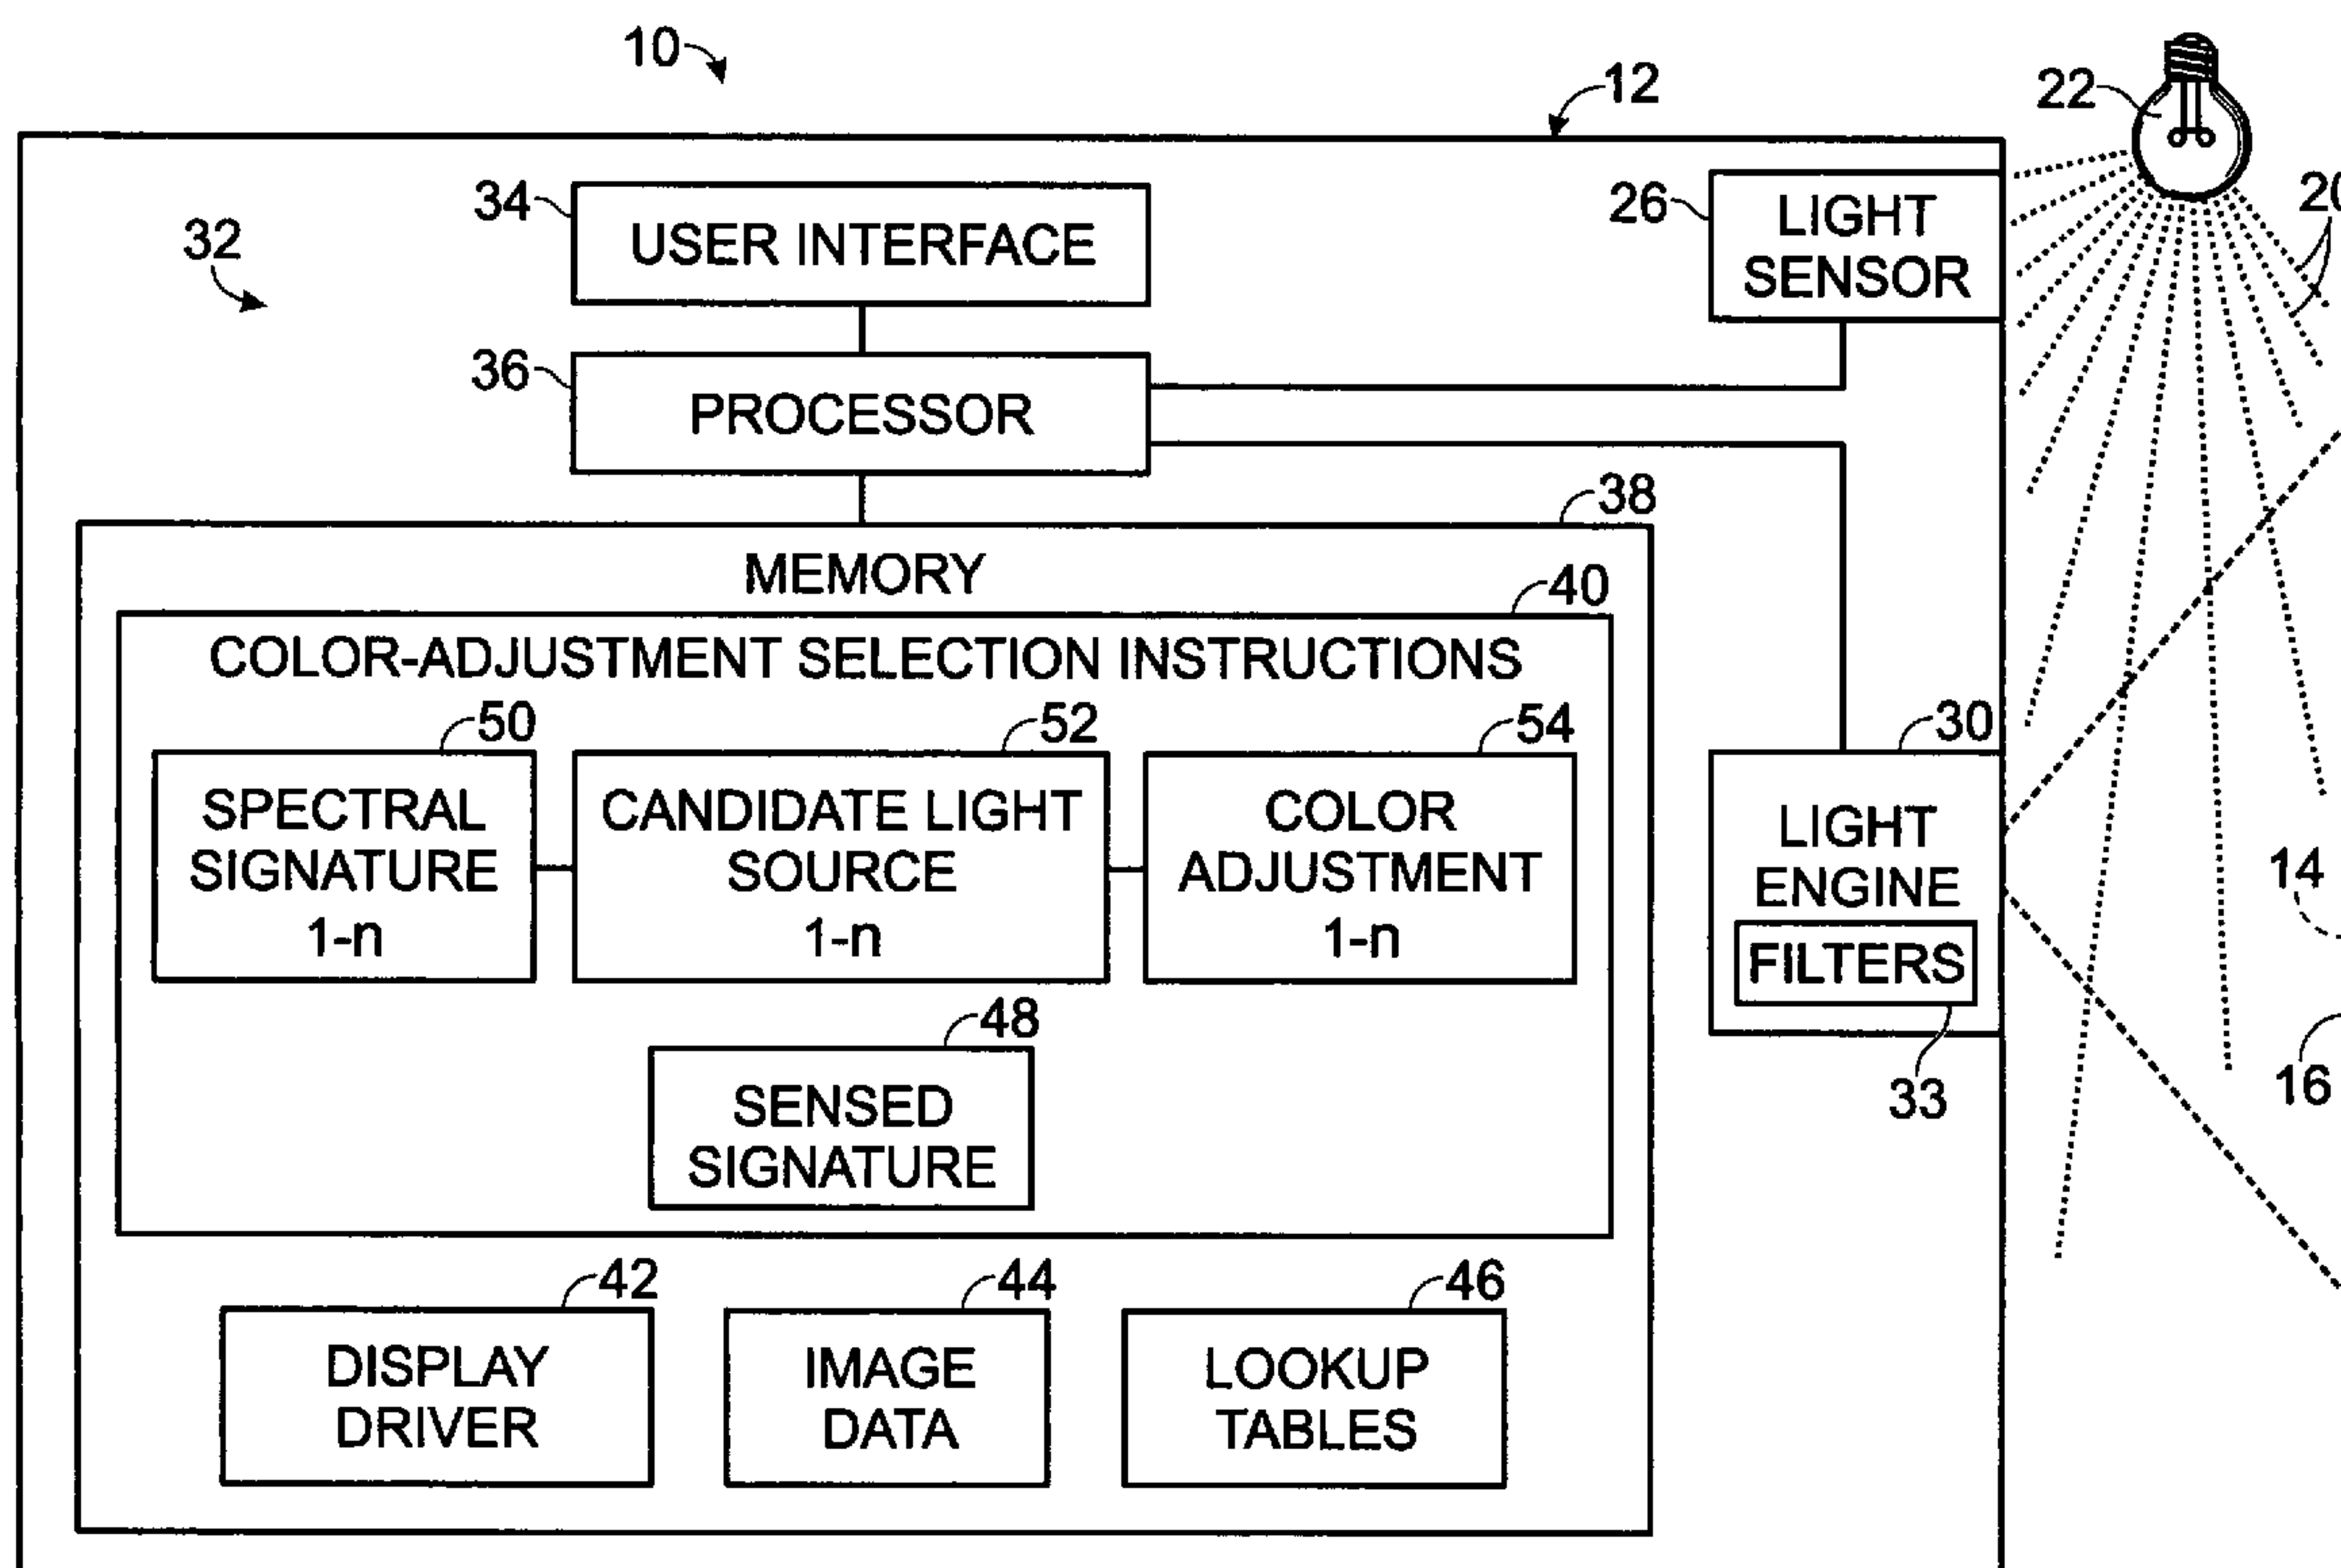 10
12
22
34
USER INTERFACE
26
LIGHT
SENSOR
20
32
36
PROCESSOR
38
MEMORY
40
COLOR-ADJUSTMENT SELECTION INSTRUCTIONS
50
52
54
30
SPECTRAL
SIGNATURE
1-n
CANDIDATE LIGHT
SOURCE
1-n
COLOR
ADJUSTMENT
1-n
LIGHT
ENGINE
FILTERS
33
14
16
48
SENSED
SIGNATURE
42
44
46
DISPLAY
DRIVER
IMAGE
DATA
LOOKUP
TABLES